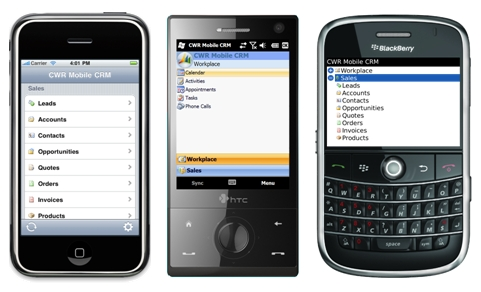 Carrier
4:01 PM
CWR Mobile CRM
Sales
Leads
Accounts
Contacts
Opportunities
Quotes
Orders
Invoices
Products
CWR Mobile CRM
CWR Mobile CRM
Workplace
Calendar
Activities
Appointments
Tasks
Phone Calls
Workplace
Sales
Sync
Menu
hTC
BlackBerry
CWR Mobile CRM
Workplace
Sales
Leads
Accounts
Contacts
Opportunities
Quotes
Orders
Invoices
Products
Q W E R T Y U I O P
A S D F G H J K L
Z X C V B N M
space
sym